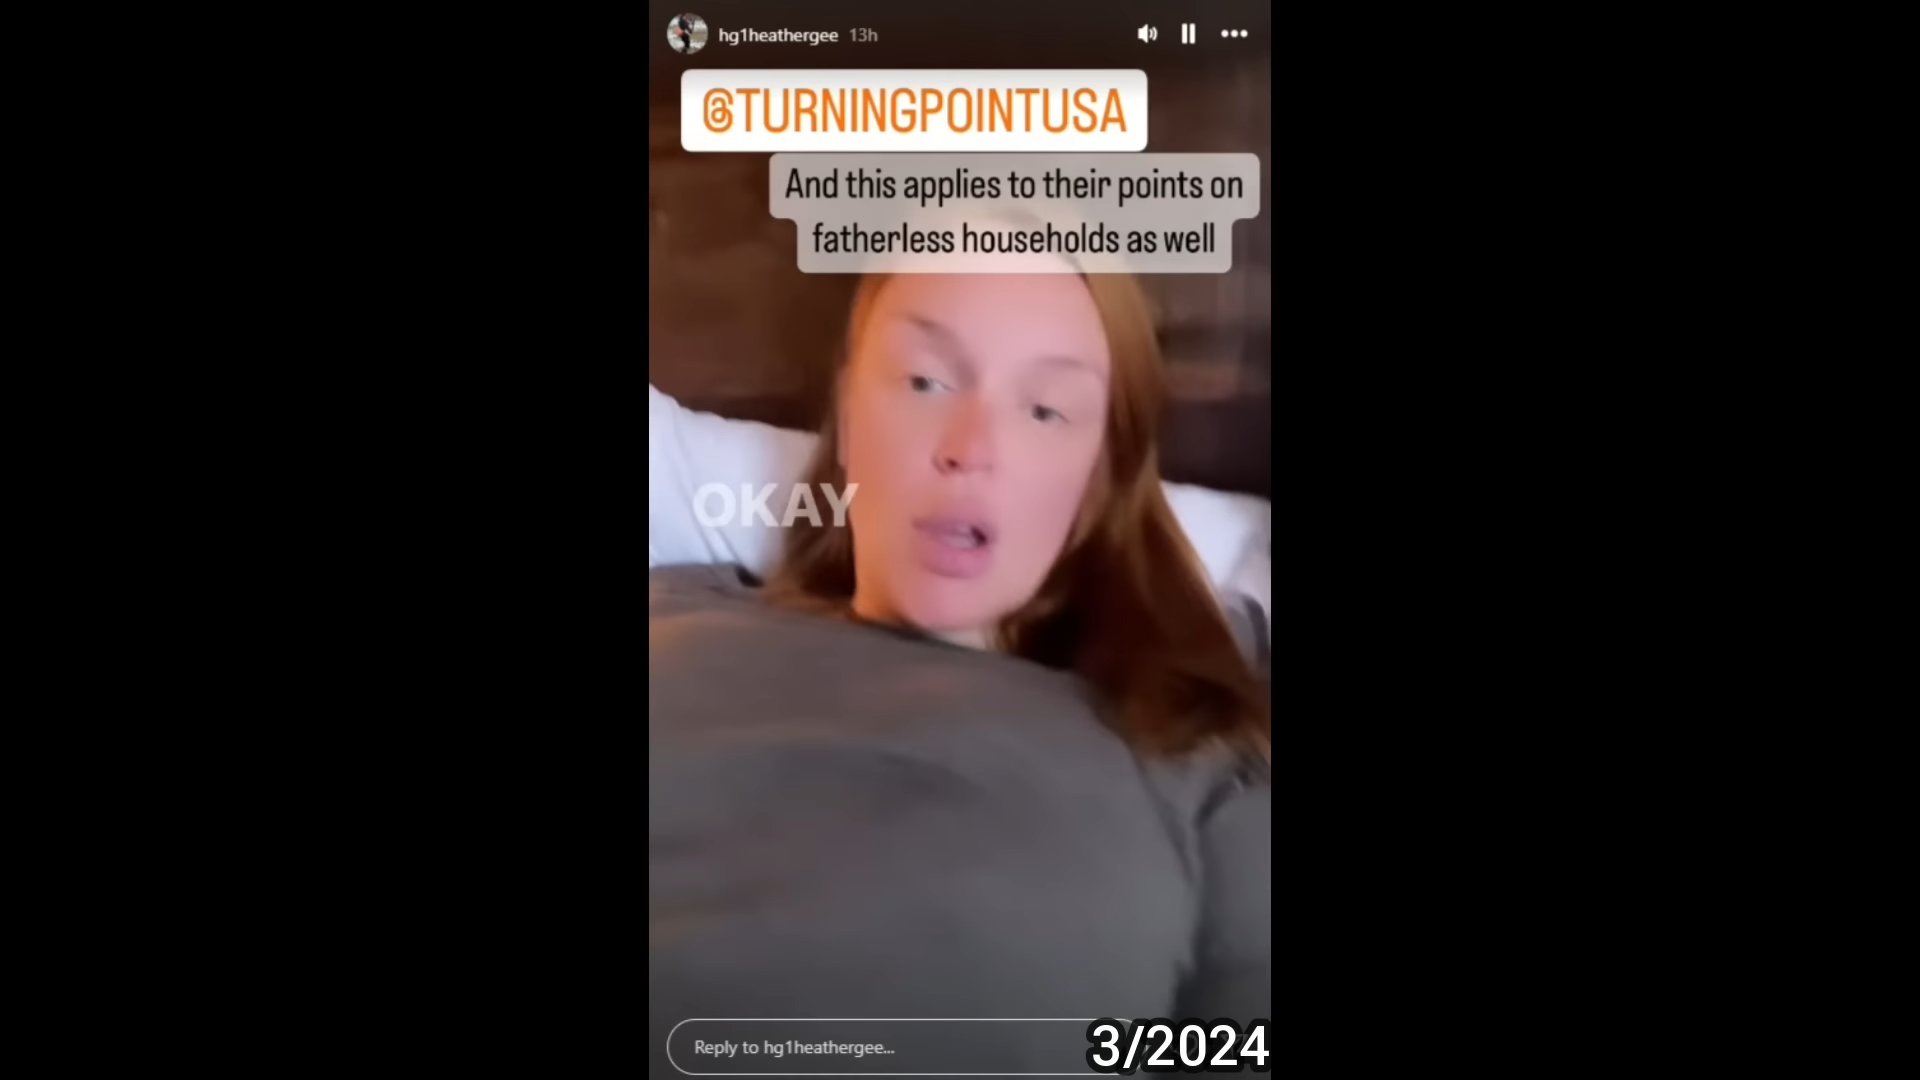 hg1heathergee 13h
@TURNINGPOINTUSA
And this applies to their points on
fatherless households as well
OKAY
Reply to hg1heathergee...
3/2024